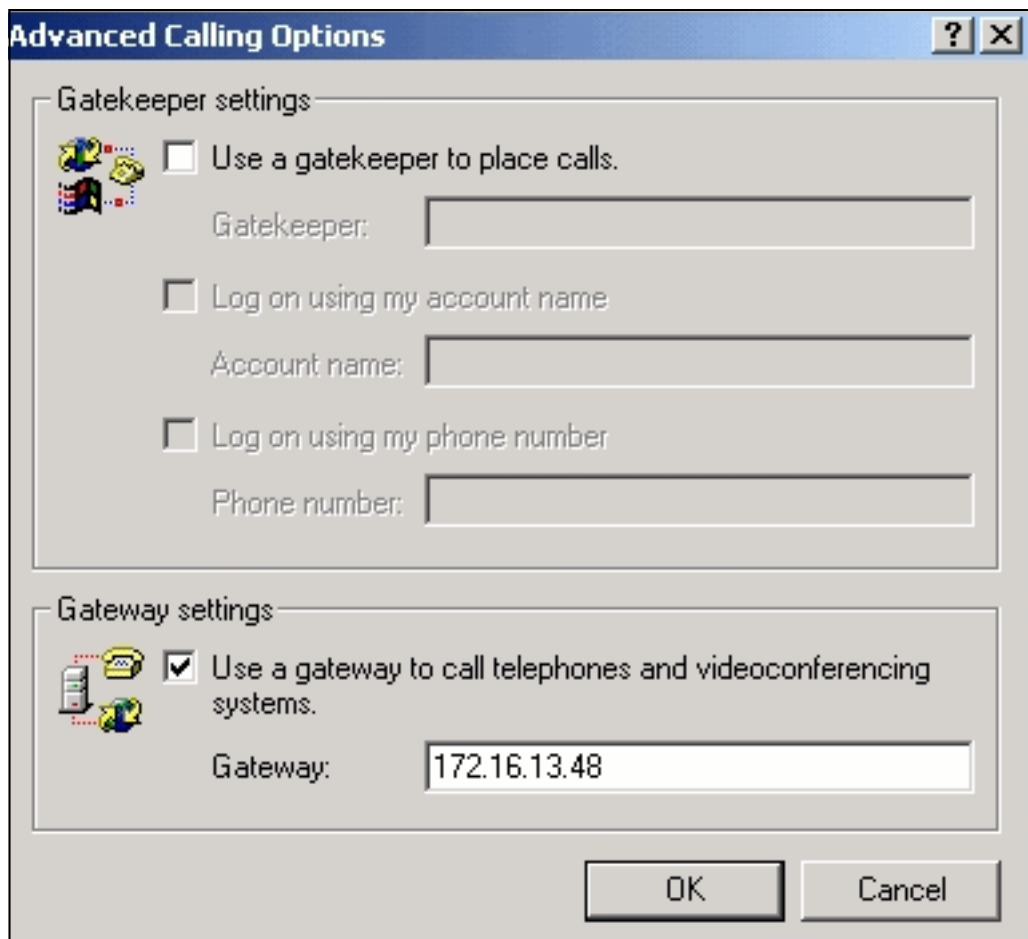 Advanced Calling Options
Gatekeeper settings
Use a gatekeeper to place calls.
Gatekeeper:
Log on using my account name
Account name:
Log on using my phone number
Phone number:
Gateway settings
Use a gateway to call telephones and videoconferencing
systems.
Gateway: 172.16.13.48
OK Cancel